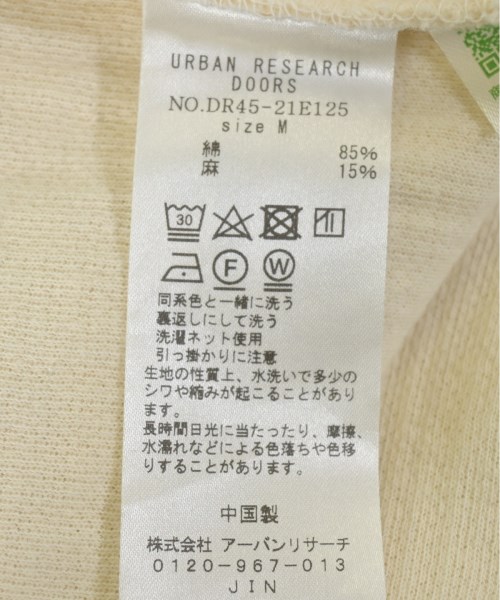 URBAN RESEARCH
DOORS
NO.DR45-21E125
size M
綿 85%
麻 15%
30
F W
同系色と一緒に洗う
裏返しにして洗う
洗濯ネット使用
引っ掛かりに注意
生地の性質上、水洗いで多少の
シワや縮みが起こることがあり
ます。
長時間日光に当たったり、摩擦、
水濡れなどによる色落ちや色移
りすることがあります。
中国製
株式会社 アーバンリサーチ
0120-967-013
JIN